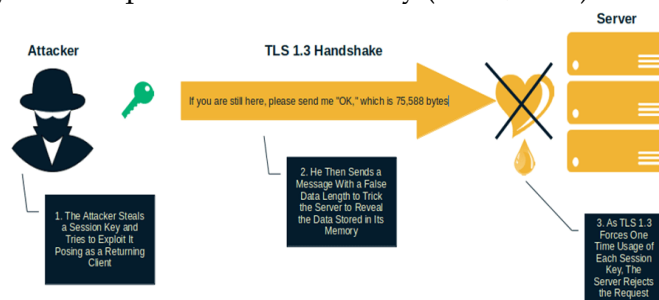 Server
Attacker
TLS 1.3 Handshake
If you are still here, please send me "OK," which is 75,588 bytes
1. The Attacker Steals
a Session Key and
Tries to Exploit It
Posing as a Returning
Client
2. He Then Sends a
Message With a False
Data Length to Trick
the Server to Reveal
the Data Stored in Its
Memory
3. As TLS 1.3
Forces One
Time Usage of
Each Session
Key, The
Server Rejects
the Request